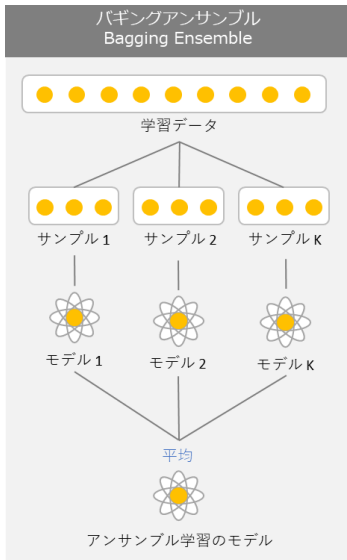 バギングアンサンブル
Bagging Ensemble
学習データ
サンプル1
サンプル2
サンプルK
モデル1
モデル2
モデルK
平均
アンサンブル学習のモデル